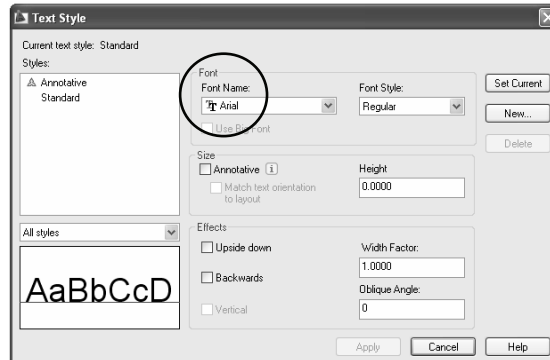 Text Style
Current text style: Standard
Styles:
Annotative
Standard
All styles
AaBbCcD
Font
Font Name:
Arial
Use Big Font
Font Style:
Regular
Size
Annotative
Match text orientation
to layout
Height
0.0000
Effects
Upside down
Backwards
Vertical
Width Factor:
1.0000
Oblique Angle:
0
Set Current
New...
Delete
Apply
Cancel
Help